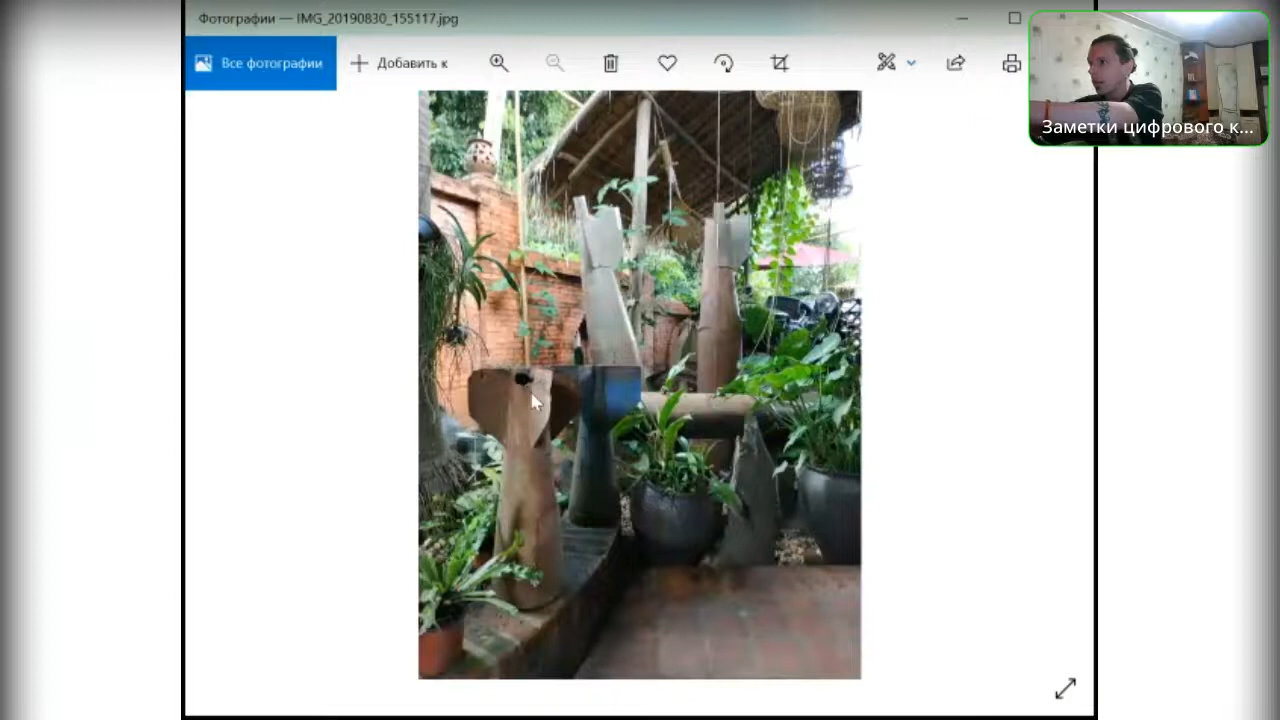 Фотографии — IMG_20190830_155117.jpg
Все фотографии
Добавить к
Заметки цифрового к...